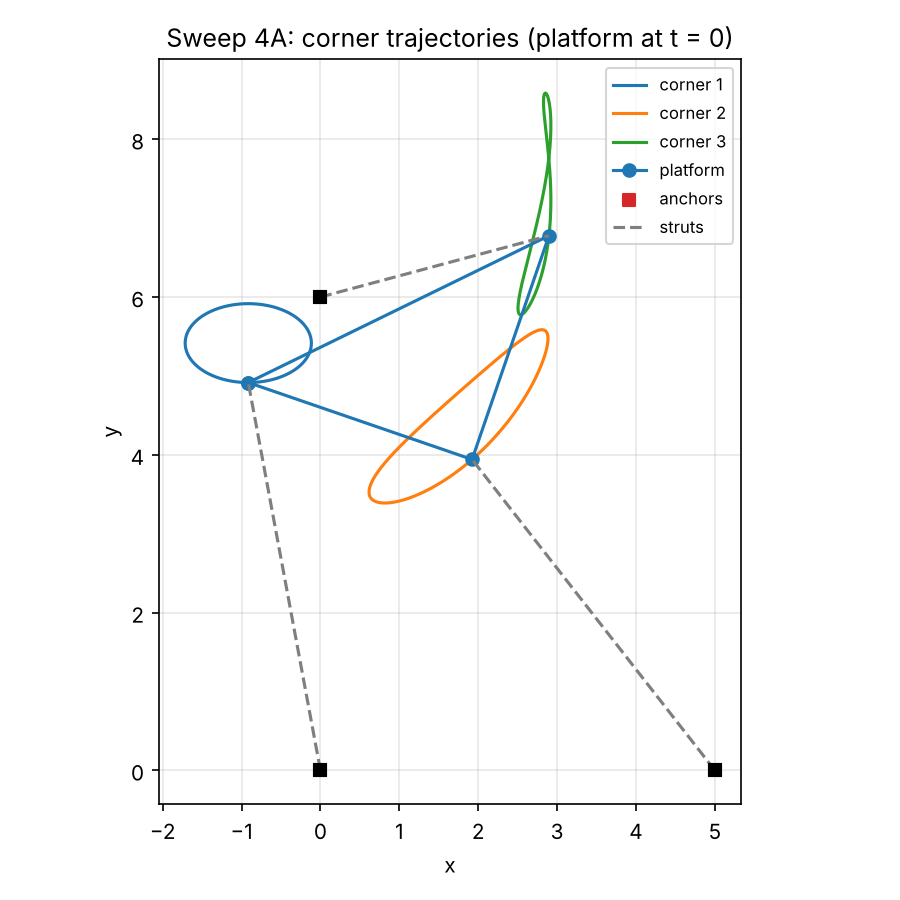 Sweep 4A: corner trajectories (platform at t = 0)
corner 1
corner 2
corner 3
platform
anchors
struts
8
6
4
2
0
y
−2 −1 0 1 2 3 4 5
x